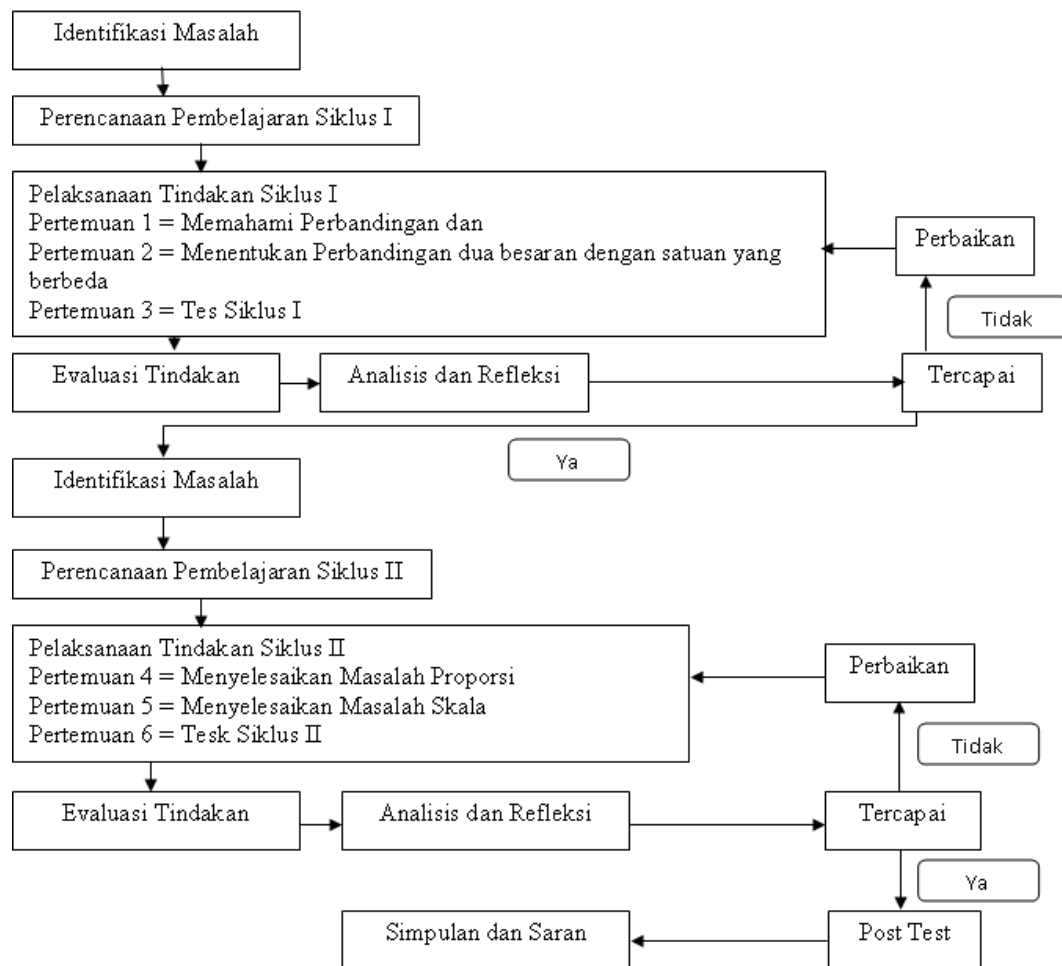 Identifikasi Masalah
Perencanaan Pembelajaran Siklus I
Pelaksanaan Tindakan Siklus I
Pertemuan 1 = Memahami Perbandingan dan
Pertemuan 2 = Menentukan Perbandingan dua besaran dengan satuan yang
berbeda
Pertemuan 3 = Tes Siklus I
Perbaikan
Tidak
Evaluasi Tindakan
Analisis dan Refleksi
Tercapai
Ya
Identifikasi Masalah
Perencanaan Pembelajaran Siklus II
Pelaksanaan Tindakan Siklus II
Pertemuan 4 = Menyelesaikan Masalah Proporsi
Pertemuan 5 = Menyelesaikan Masalah Skala
Pertemuan 6 = Tesk Siklus II
Perbaikan
Tidak
Evaluasi Tindakan
Analisis dan Refleksi
Tercapai
Ya
Simpulan dan Saran
Post Test